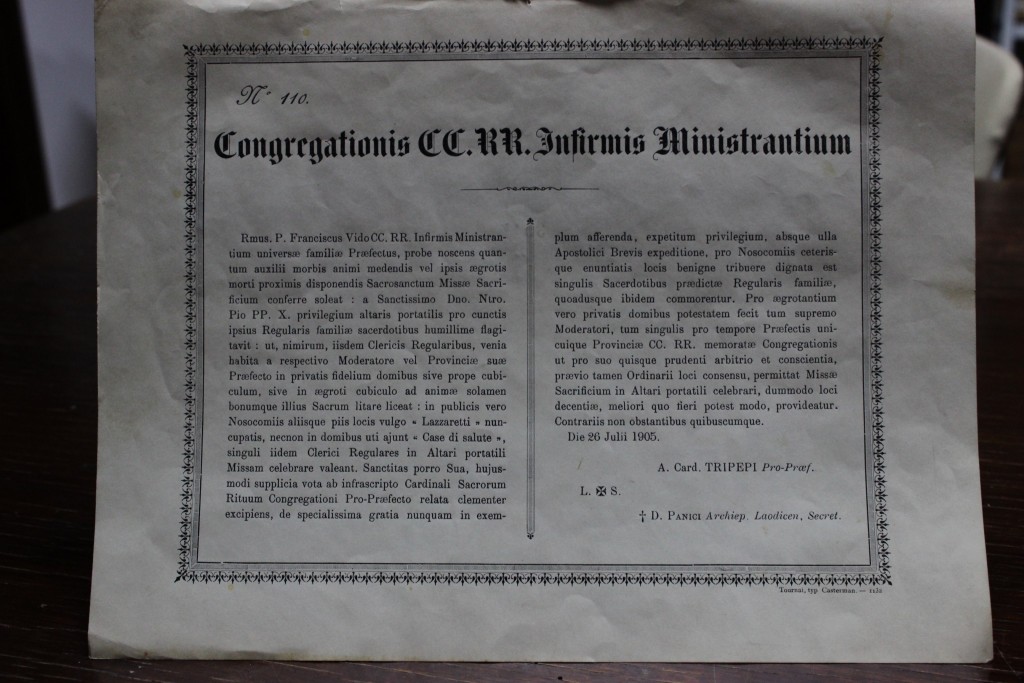 Nº 110.
Congregationis CC. RR. Infirmis Ministrantium
Rmus. P. Franciscus Vido CC. RR. Infirmis Ministran-
tium universæ familiæ Præfectus, probe noscens quan-
tum auxilii morbis animi medendis vel ipsis ægrotis
morti proximis disponendis Sacrosanctum Missæ Sacri-
ficium conferre soleat : a Sanctissimo Dno. Ntro.
Pio PP. X. privilegium altaris portatilis pro cunctis
ipsius Regularis familiæ sacerdotibus humillime flagi-
tavit : ut, nimirum, iisdem Clericis Regularibus, venia
habita a respectivo Moderatore vel Provinciæ suæ
Præfecto in privatis fidelium domibus sive prope cubi-
culum, sive in ægroti cubiculo ad animæ solamen
bonumque illius Sacrum litare liceat : in publicis vero
Nosocomiis aliisque piis locis vulgo « Lazzaretti » nun-
cupatis, necnon in domibus uti ajunt « Case di salute »,
singuli iidem Clerici Regulares in Altari portatili
Missam celebrare valeant. Sanctitas porro Sua, hujus-
modi supplicia vota ab infrascripto Cardinali Sacrorum
Rituum Congregationi Pro-Præfecto relata clementer
excipiens, de specialissima gratia nunquam in exem-
plum afferenda, expetitum privilegium, absque ulla
Apostolici Brevis expeditione, pro Nosocomiis ceteris-
que enuntiatis locis benigne tribuere dignata est
singulis Sacerdotibus prædictæ Regularis familiæ,
quoadusque ibidem commorentur. Pro ægrotantium
vero privatis domibus potestatem fecit tum supremo
Moderatori, tum singulis pro tempore Præfectis uni-
cuique Provinciæ CC. RR. memoratæ Congregationis
ut pro suo quisque prudenti arbitrio et conscientia,
prævio tamen Ordinarii loci consensu, permittat Missæ
Sacrificium in Altari portatili celebrari, dummodo loci
decentiæ, meliori quo fieri potest modo, provideatur.
Contrariis non obstantibus quibuscumque.
Die 26 Julii 1905.
A. Card. TRIPEPI Pro-Præf.
L. ✠ S.
† D. PANICI Archiep. Laodicen, Secret.
Tournai, typ. Casterman. —